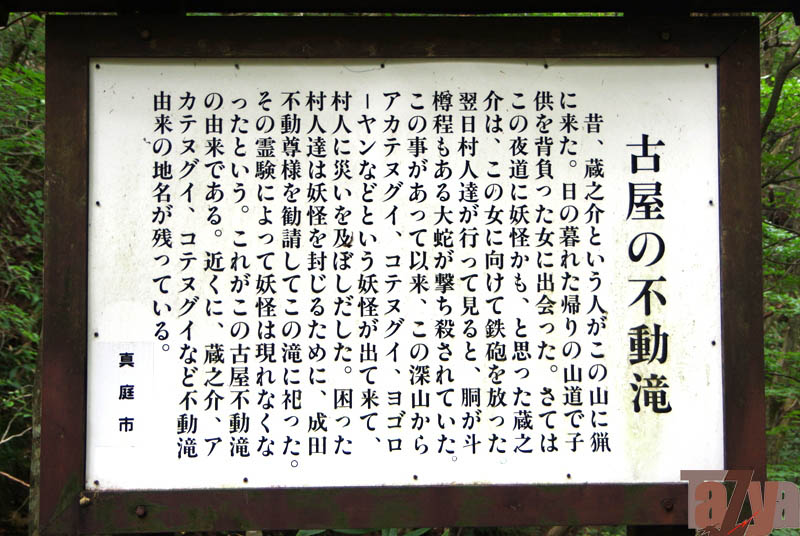 古屋の不動滝
昔、蔵之介という人がこの山に猟
に来た。日の暮れた帰りの山道で子
供を背負った女に出会った。さては
この夜道に妖怪かも、と思った蔵之
介は、この女に向けて鉄砲を放った。
翌日村人達が行って見ると、胴が斗
樽程もある大蛇が撃ち殺されていた。
この事があって以来、この深山から
アカテヌグイ、コテヌグイ、ヨゴロ
ーヤンなどという妖怪が出て来て、
村人に災いを及ぼしだした。困った
村人達は妖怪を封じるために、成田
不動尊様を勧請してこの滝に祀った。
その霊験によって妖怪は現れなくな
ったという。これがこの古屋不動滝
の由来である。近くに、蔵之介、ア
カテヌグイ、コテヌグイなど不動滝
由来の地名が残っている。
真庭市
TaZya